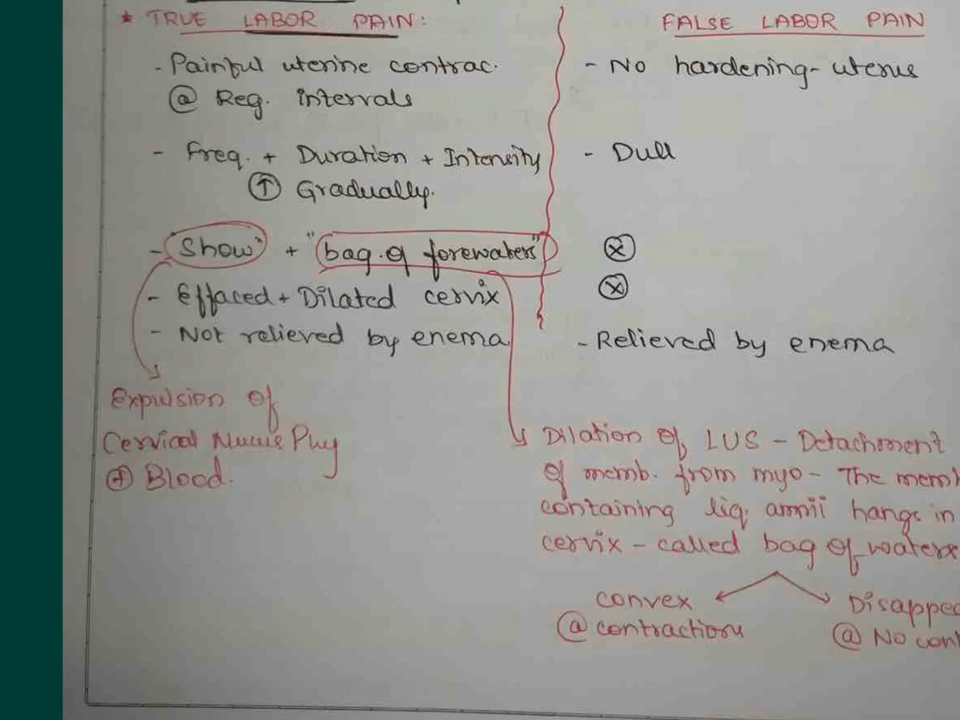 * TRUE LABOR PAIN:
- Painful uterine contrac.
@ Reg. intervals
- Freq. + Duration + Intensity
↑ Gradually.
- "Show" + "bag of forewaters"
- Effaced + Dilated cervix
- Not relieved by enema
Expulsion of
Cervical Mucus Plug
+ Blood.
FALSE LABOR PAIN
- No hardening - uterus
- Dull
x
x
- Relieved by enema
Dilation of LUS - Detachment
of memb. from myo - The memb
containing liq. amnii hangs in
cervix - called bag of waters
convex
@ contractions
Disappea
@ No cont